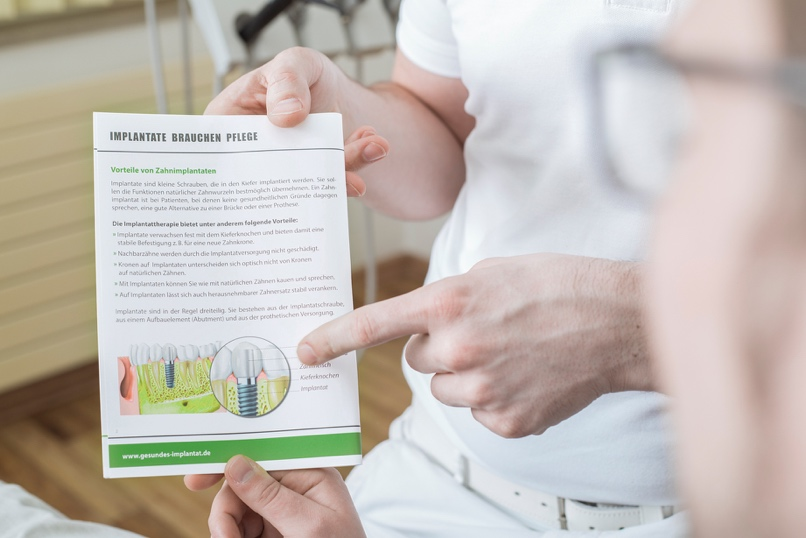 IMPLANTATE BRAUCHEN PFLEGE
Vorteile von Zahnimplantaten
Implantate sind kleine Schrauben, die in den Kiefer implantiert werden. Sie sol-
len die Funktionen natürlicher Zahnwurzeln bestmöglich übernehmen. Ein Zahn-
implantat ist bei Patienten, bei denen keine gesundheitlichen Gründe dagegen
sprechen, eine gute Alternative zu einer Brücke oder einer Prothese.
Die Implantattherapie bietet unter anderem folgende Vorteile:
» Implantate verwachsen fest mit dem Kieferknochen und bieten damit eine
stabile Befestigung z. B. für eine neue Zahnkrone.
» Nachbarzähne werden durch die Implantatversorgung nicht geschädigt.
» Kronen auf Implantaten unterscheiden sich optisch nicht von Kronen
auf natürlichen Zähnen.
» Mit Implantaten können Sie wie mit natürlichen Zähnen kauen und sprechen.
» Auf Implantaten lässt sich auch herausnehmbarer Zahnersatz stabil verankern.
Implantate sind in der Regel dreiteilig. Sie bestehen aus der Implantatschraube,
aus einem Aufbauelement (Abutment) und aus der prothetischen Versorgung.
Zahnfleisch
Kieferknochen
Implantat
www.gesundes-implantat.de